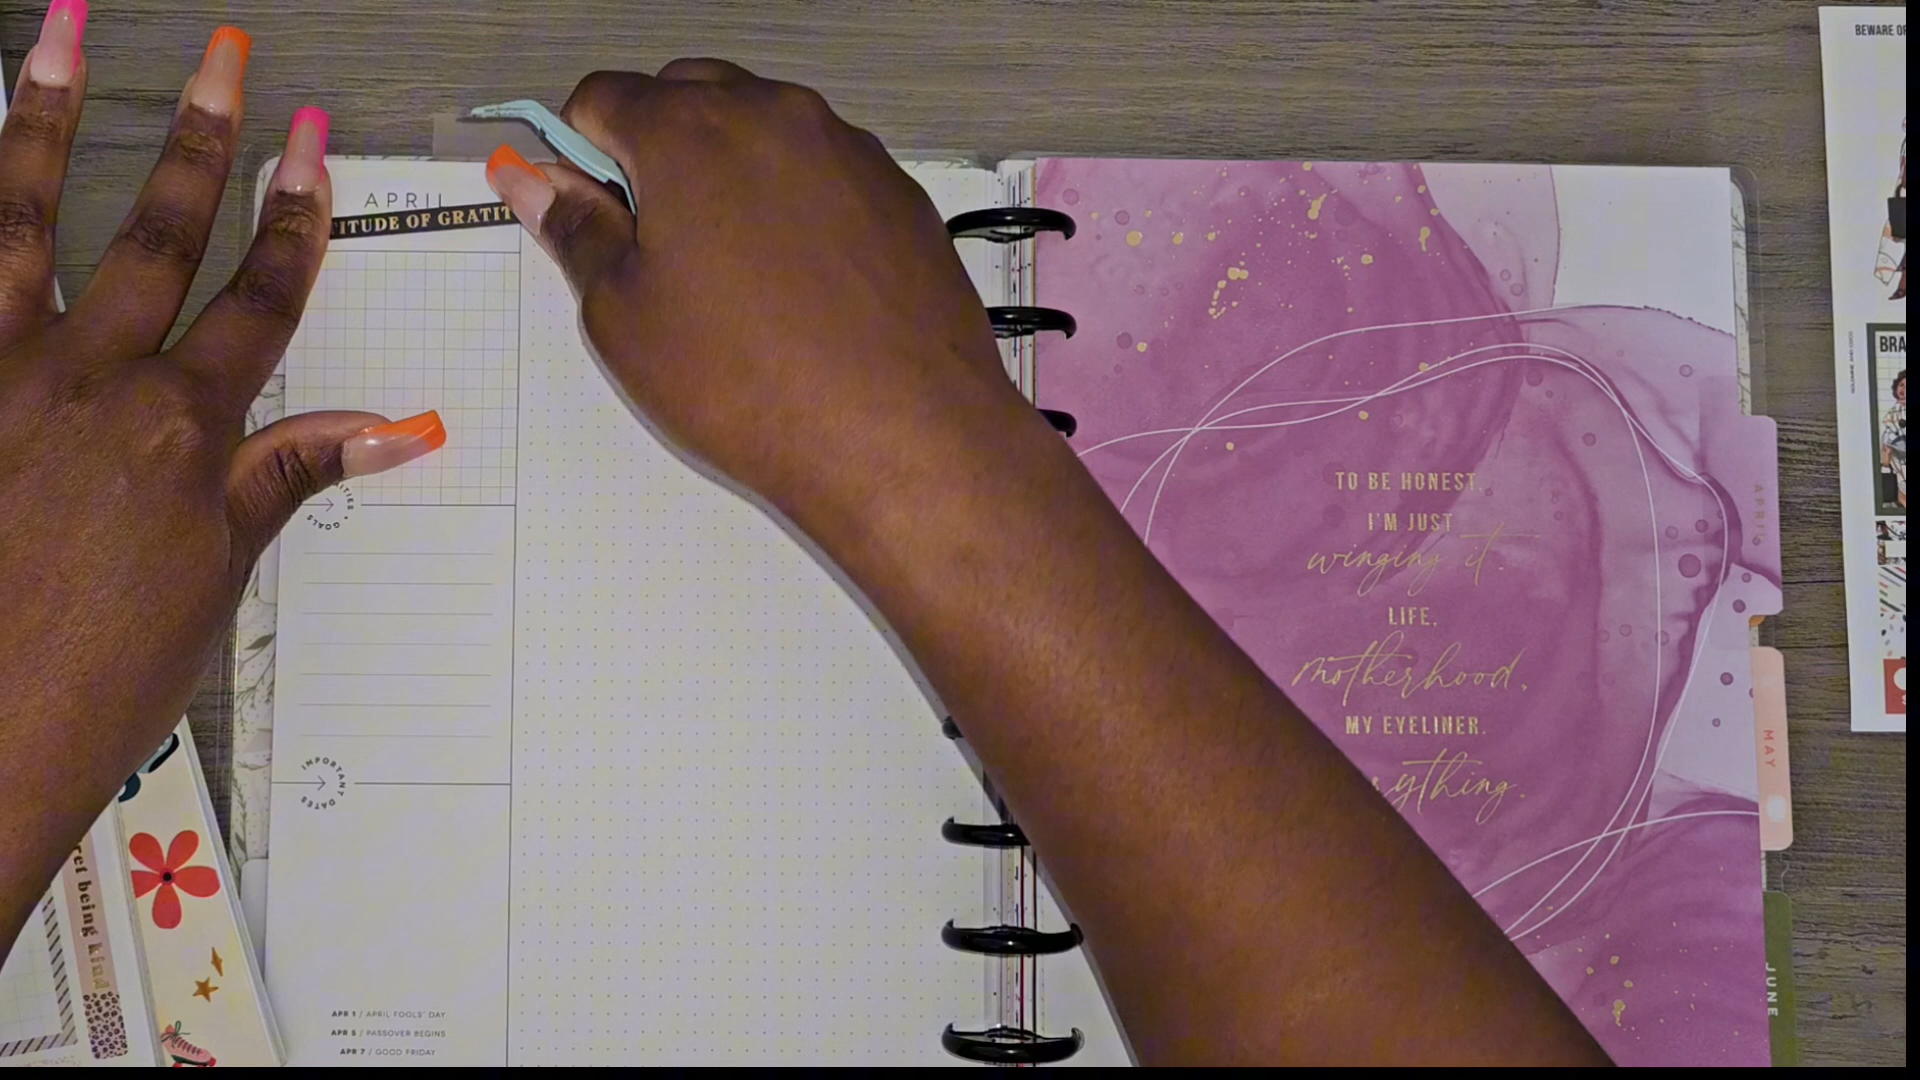 BEWARE
APRIL
ITUDE OF GRATIT
GOALS
IMPORTANT DATES
APR 1 / APRIL FOOLS' DAY
APR 5 / PASSOVER BEGINS
APR 7 / GOOD FRIDAY
being kind
TO BE HONEST,
I'M JUST
winging it.
LIFE,
motherhood,
MY EYELINER.
ything.
APRIL
MAY
JUNE
BRA